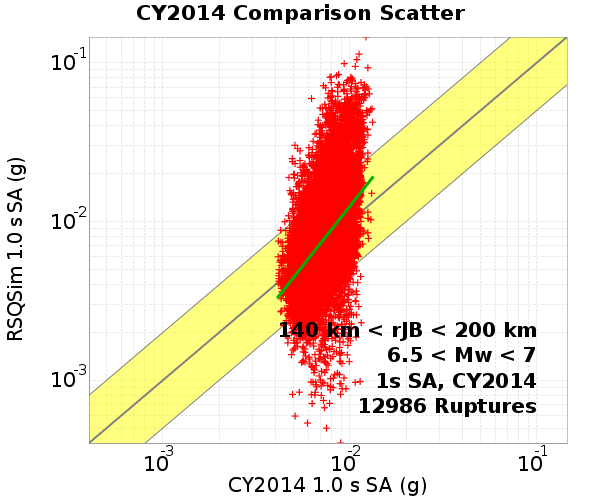 CY2014 Comparison Scatter
RSQSim 1.0 s SA (g)
10-1
10-2
10-3
140 km < rJB < 200 km
6.5 < Mw < 7
1s SA, CY2014
12986 Ruptures
10-3 10-2 10-1
CY2014 1.0 s SA (g)